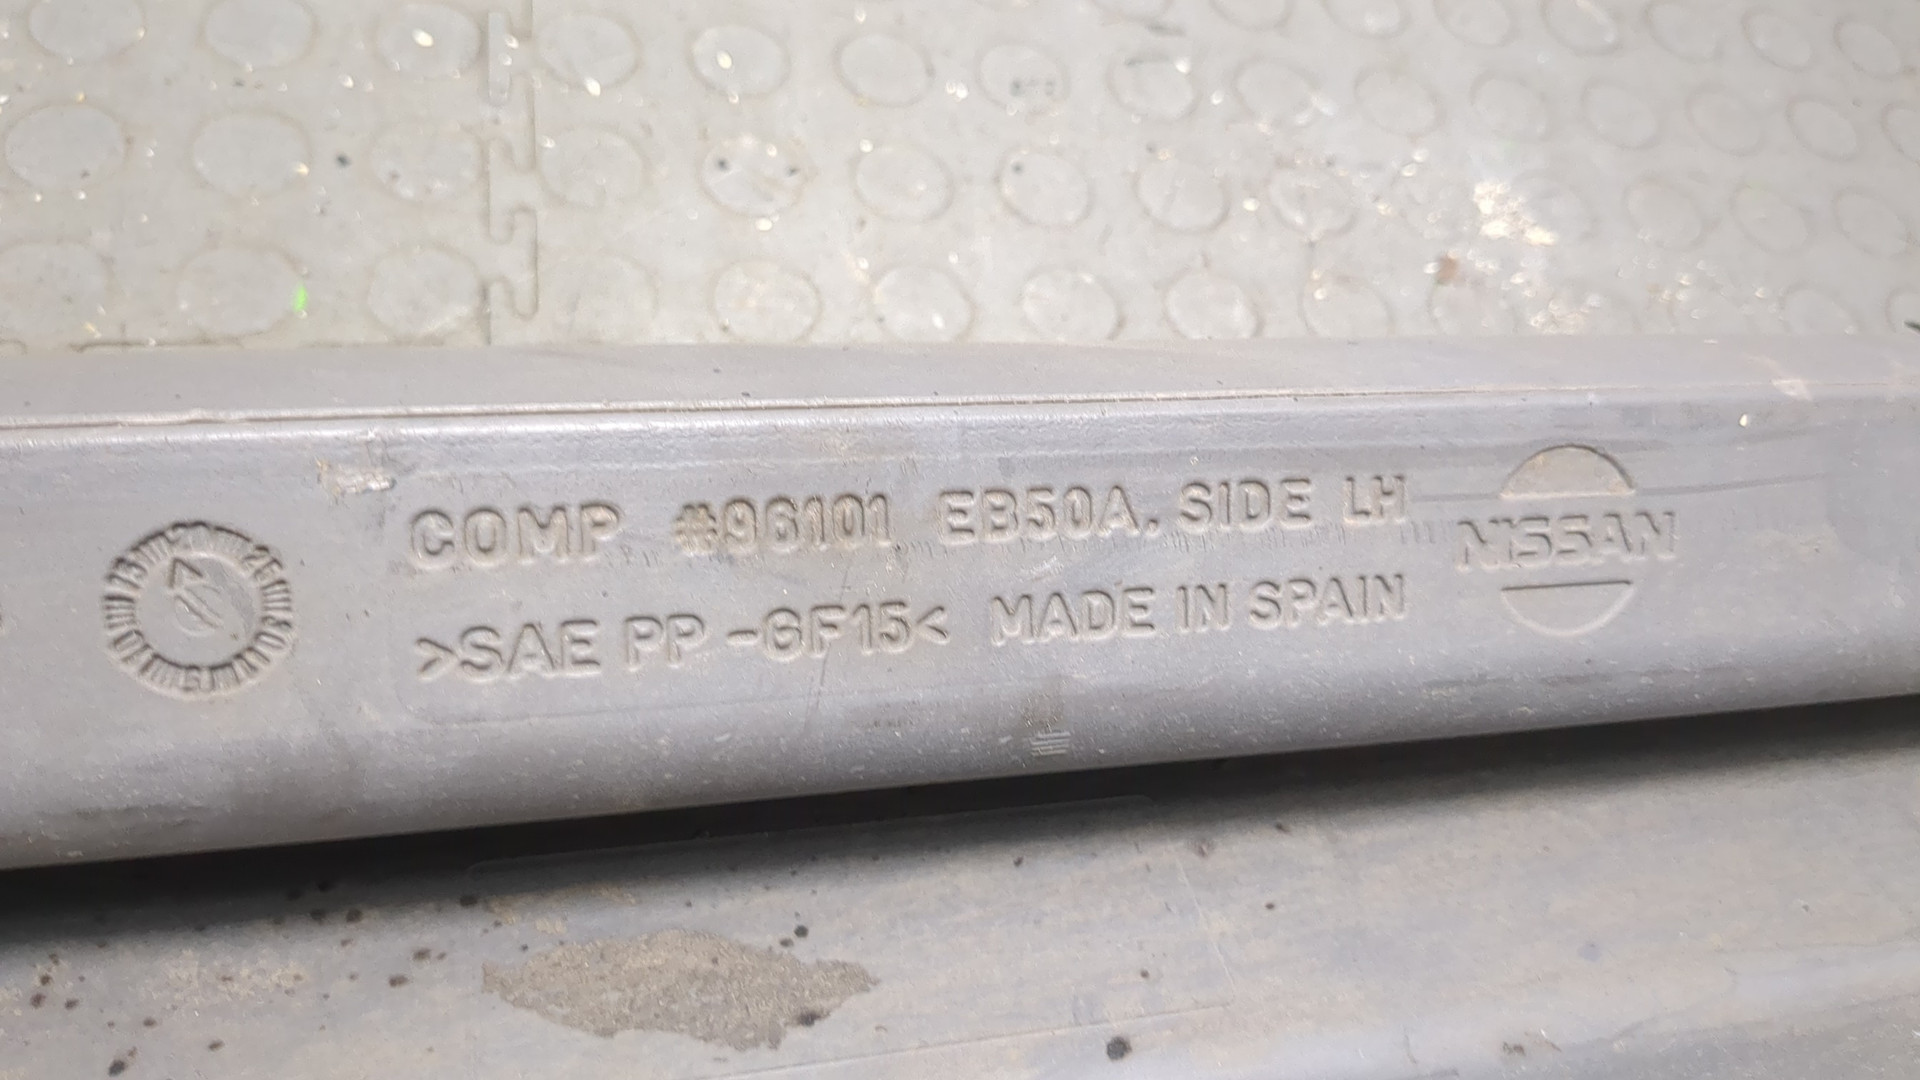 COMP #96101 EB50A. SIDE LH
>SAE PP -GF15< MADE IN SPAIN
NISSAN